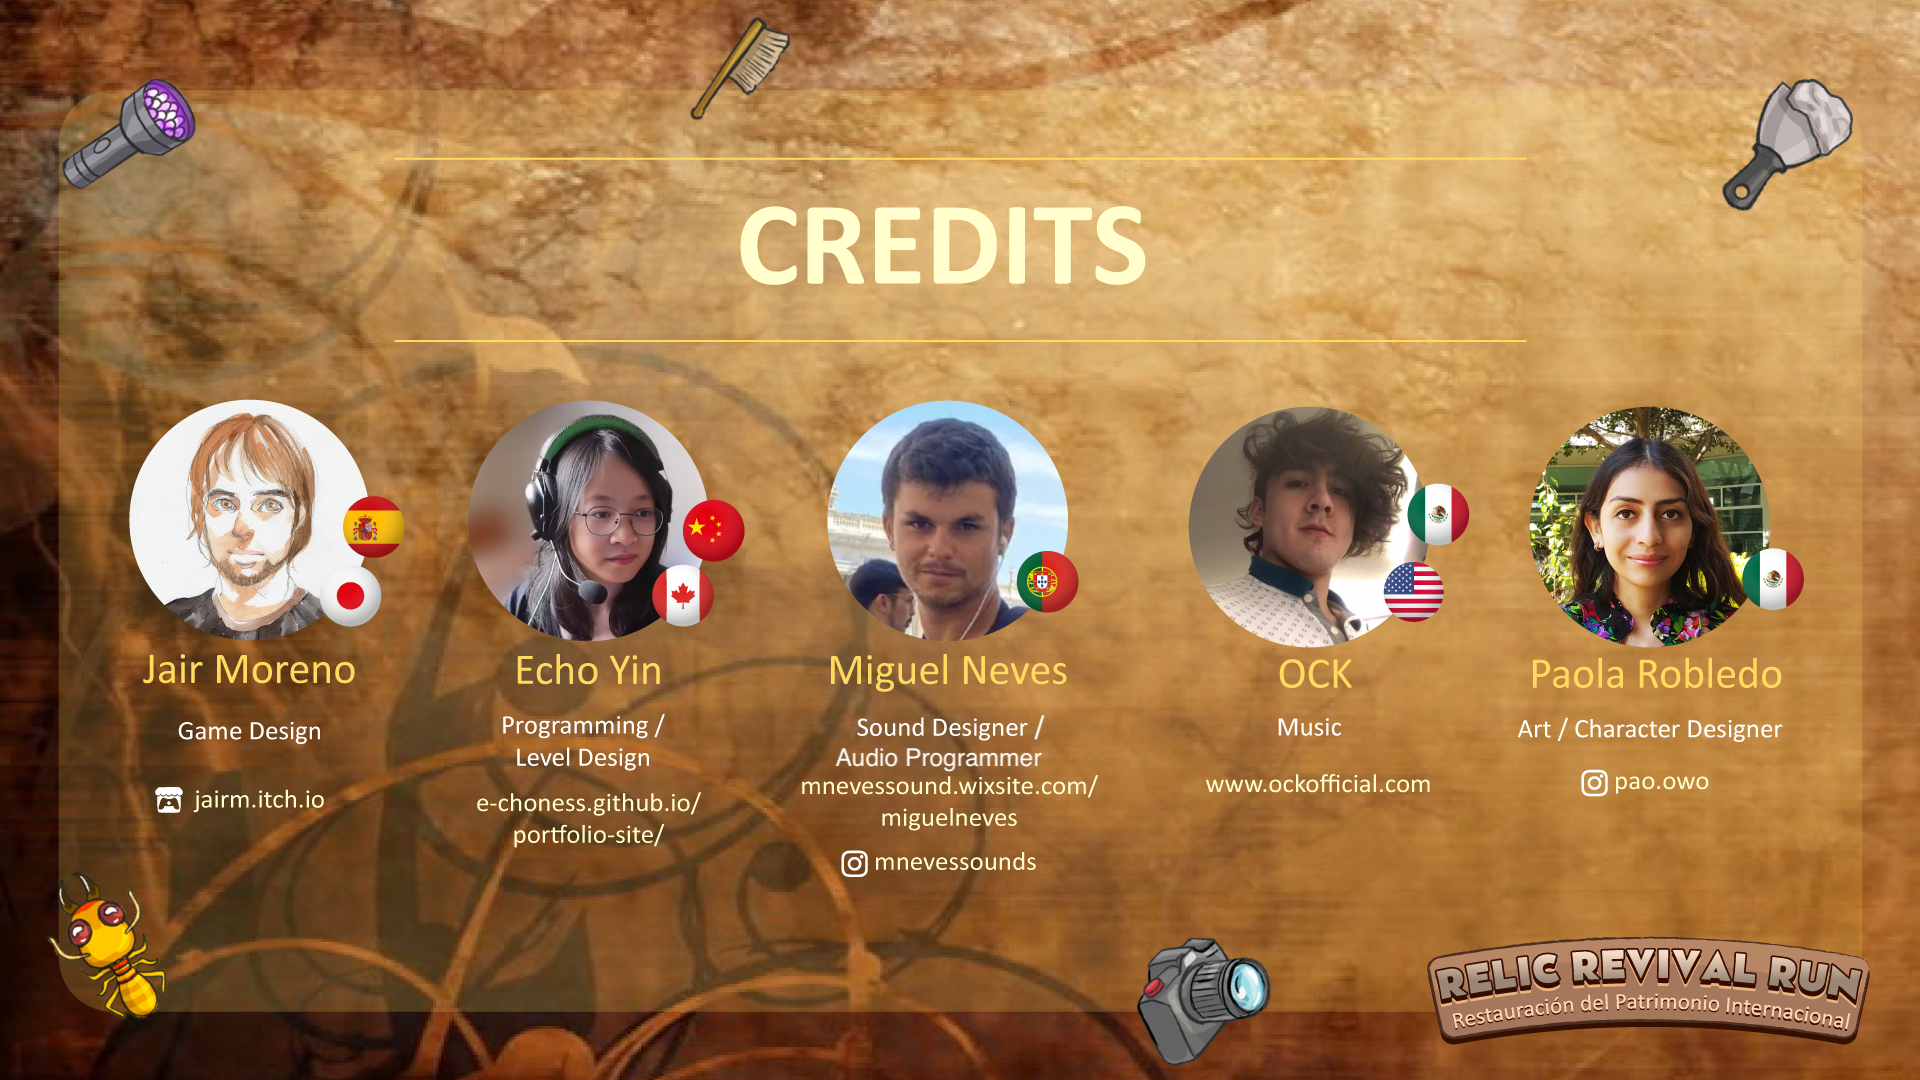 CREDITS
Jair Moreno
Game Design
jairm.itch.io
Echo Yin
Programming /
Level Design
e-choness.github.io/
portfolio-site/
Miguel Neves
Sound Designer /
Audio Programmer
mnevessound.wixsite.com/
miguelneves
mnevessounds
OCK
Music
www.ockofficial.com
Paola Robledo
Art / Character Designer
pao.owo
RELIC REVIVAL RUN
Restauración del Patrimonio Internacional